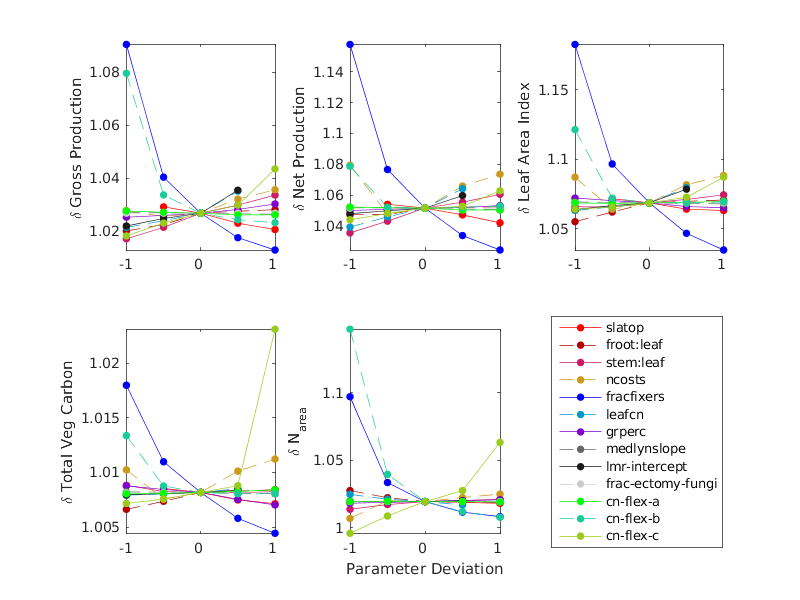 δ Gross Production
1.08
1.06
1.04
1.02
-1 0 1
δ Net Production
1.14
1.12
1.1
1.08
1.06
1.04
-1 0 1
δ Leaf Area Index
1.15
1.1
1.05
-1 0 1
δ Total Veg Carbon
1.02
1.015
1.01
1.005
-1 0 1
δ N_area
1.1
1.05
1
-1 0 1
Parameter Deviation
slatop
froot:leaf
stem:leaf
ncosts
fracfixers
leafcn
grperc
medlynslope
lmr-intercept
frac-ectomy-fungi
cn-flex-a
cn-flex-b
cn-flex-c